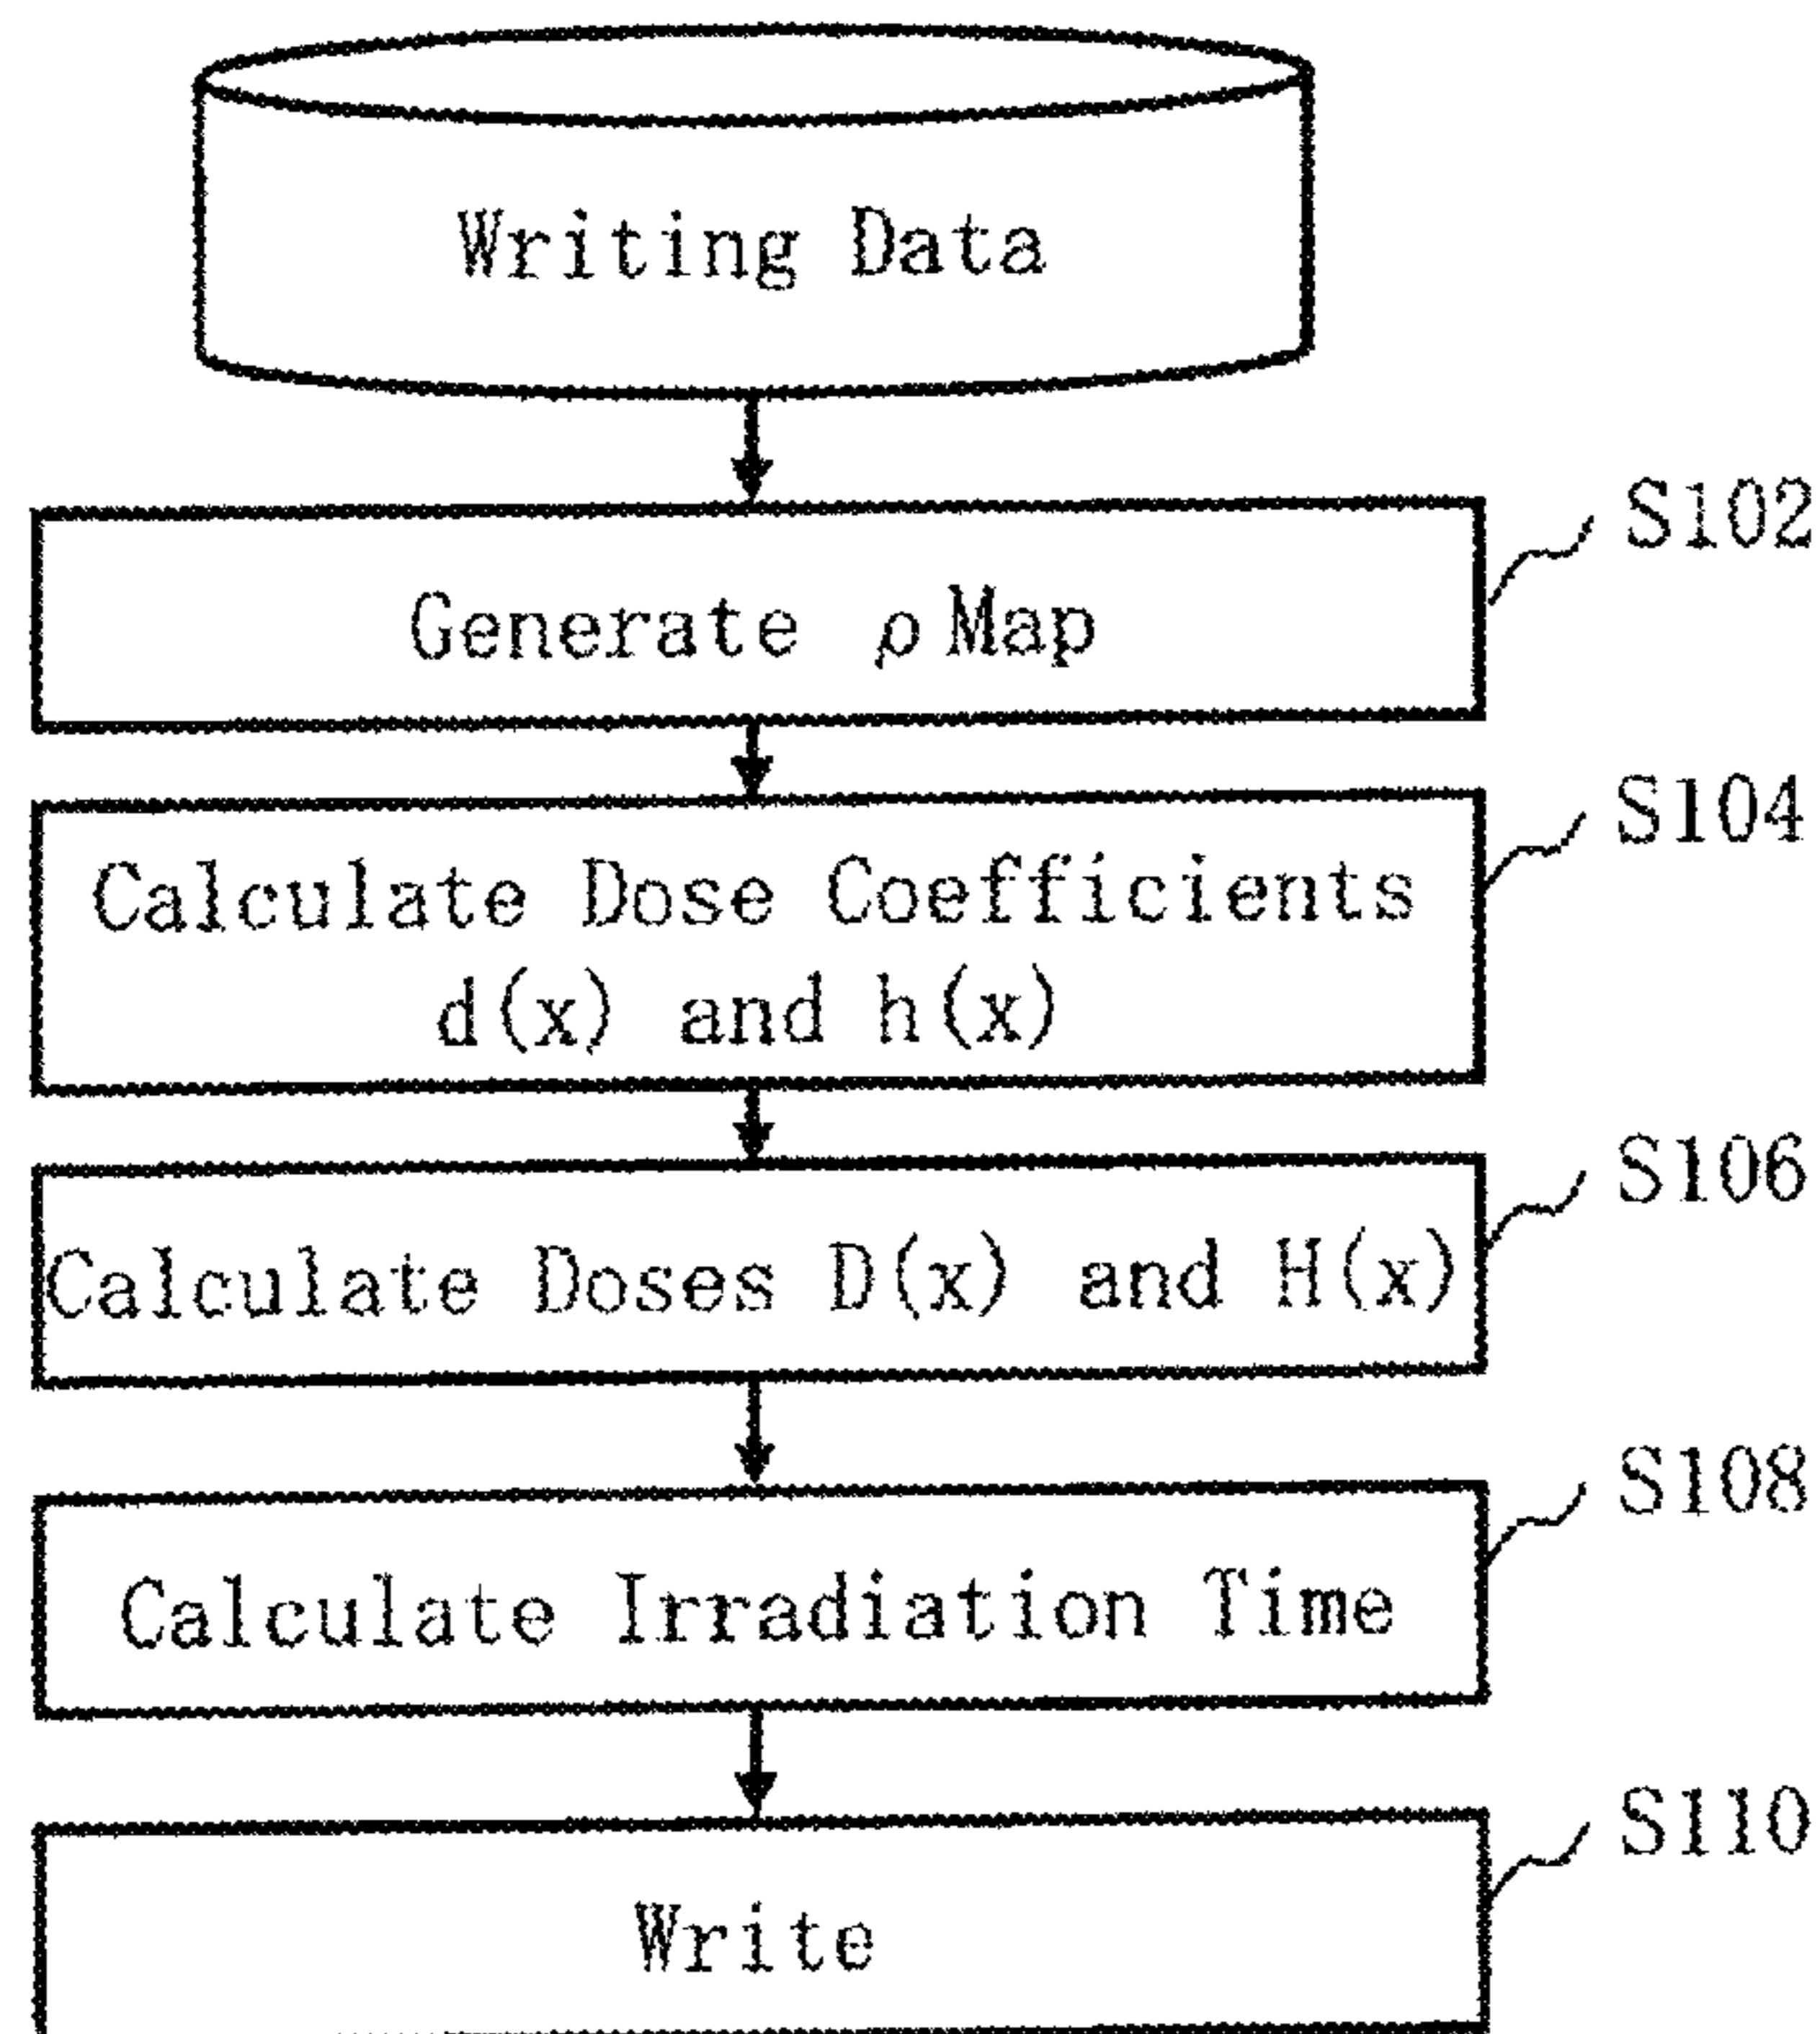 Writing Data
S102
Generate ρ Map
S104
Calculate Dose Coefficients
d(x) and h(x)
S106
Calculate Doses D(x) and H(x)
S108
Calculate Irradiation Time
S110
Write